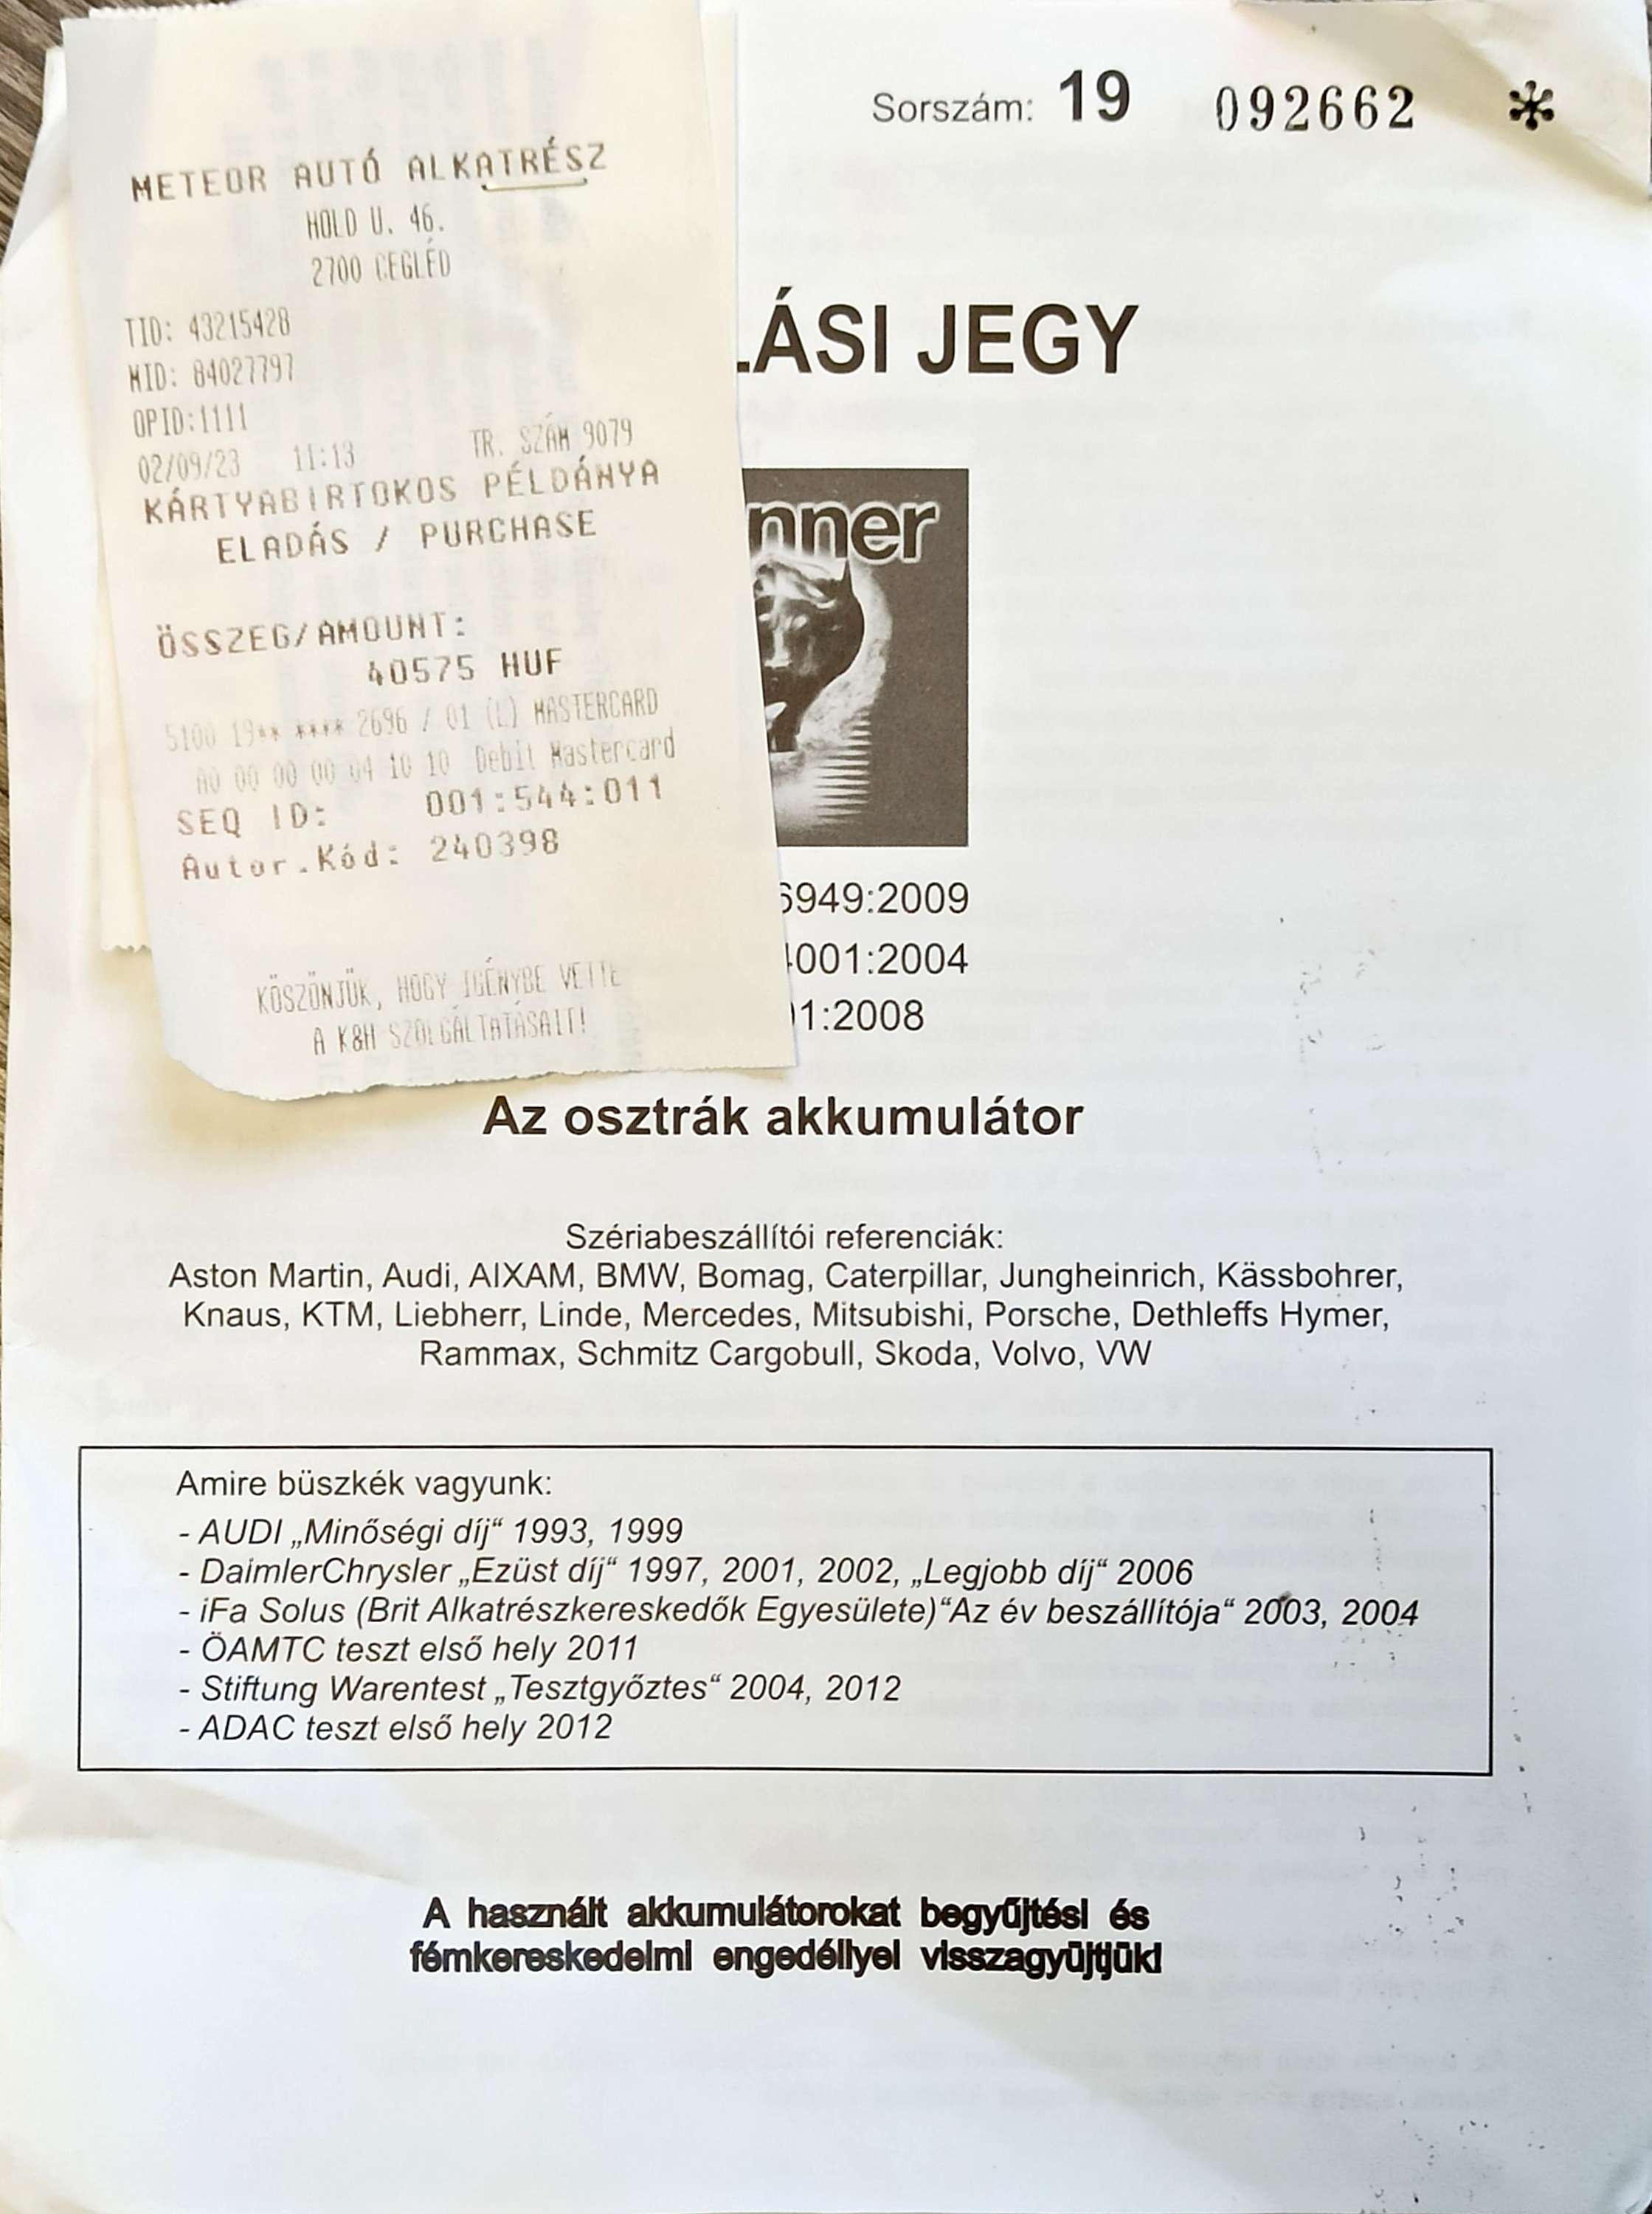 METEOR AUTÓ ALKATRÉSZ
HOLD U. 46.
2700 CEGLÉD
TID: 43215428
MID: 84027797
OPID:1111
02/09/23 11:13 TR. SZÁM 9079
KÁRTYABIRTOKOS PÉLDÁNYA
ELADÁS / PURCHASE
ÖSSZEG/AMOUNT:
40575 HUF
5100 19** **** 2696 / 01 (L) MASTERCARD
A0 00 00 00 04 10 10 Debit Mastercard
SEQ ID: 001:544:011
Autor.Kód: 240398
KÖSZÖNJÜK, HOGY IGÉNYBE VETTE
A K&H SZOLGÁLTATÁSAIT!
Sorszám: 19 092662 *
LÁSI JEGY
nner
6949:2009
4001:2004
01:2008
Az osztrák akkumulátor
Szériabeszállítói referenciák:
Aston Martin, Audi, AIXAM, BMW, Bomag, Caterpillar, Jungheinrich, Kässbohrer,
Knaus, KTM, Liebherr, Linde, Mercedes, Mitsubishi, Porsche, Dethleffs Hymer,
Rammax, Schmitz Cargobull, Skoda, Volvo, VW
Amire büszkék vagyunk:
- AUDI „Minőségi díj“ 1993, 1999
- DaimlerChrysler „Ezüst díj“ 1997, 2001, 2002, „Legjobb díj“ 2006
- iFa Solus (Brit Alkatrészkereskedők Egyesülete)“Az év beszállítója“ 2003, 2004
- ÖAMTC teszt első hely 2011
- Stiftung Warentest „Tesztgyőztes“ 2004, 2012
- ADAC teszt első hely 2012
A használt akkumulátorokat begyűjtési és
fémkereskedelmi engedéllyel visszagyűjtjük!